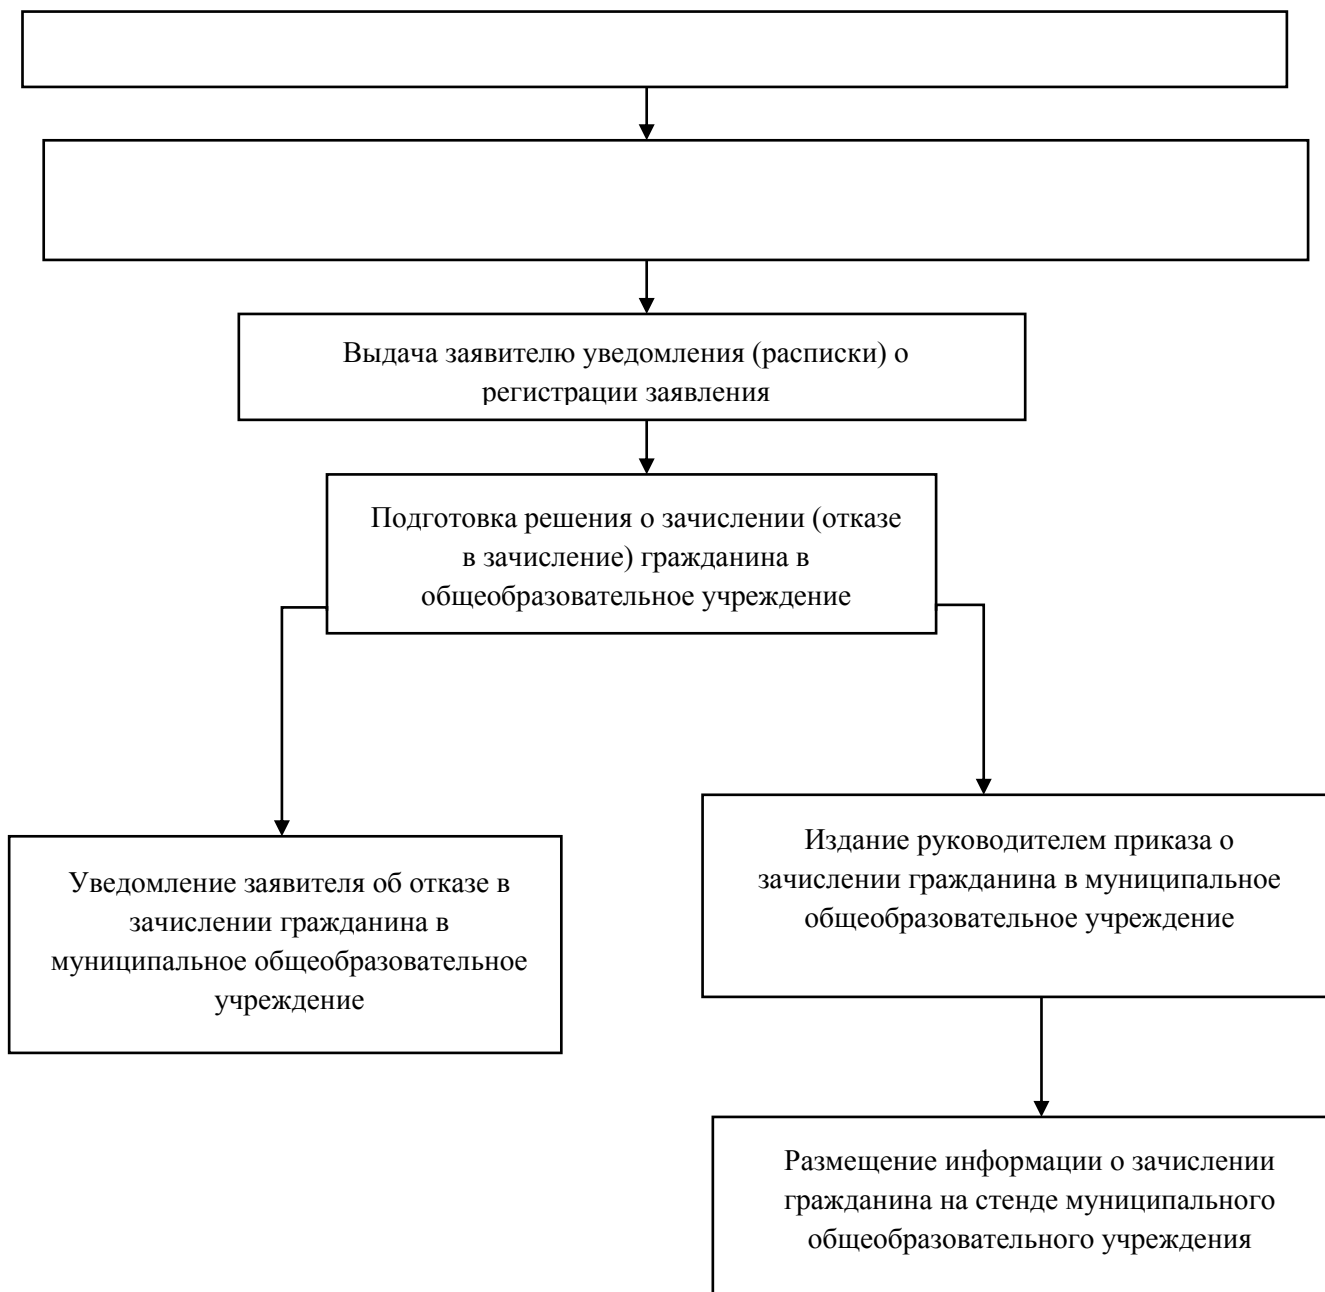 Выдача заявителю уведомления (расписки) о
регистрации заявления
Подготовка решения о зачислении (отказе
в зачисление) гражданина в
общеобразовательное учреждение
Уведомление заявителя об отказе в
зачислении гражданина в
муниципальное общеобразовательное
учреждение
Издание руководителем приказа о
зачислении гражданина в муниципальное
общеобразовательное учреждение
Размещение информации о зачислении
гражданина на стенде муниципального
общеобразовательного учреждения